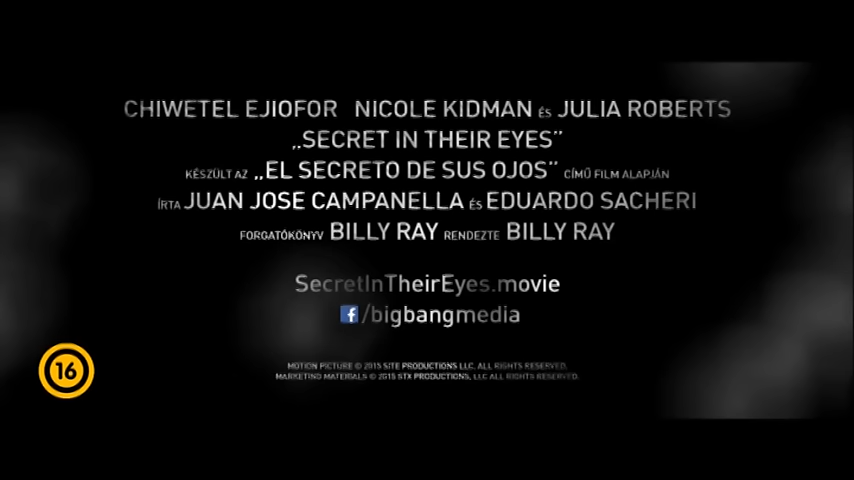 CHIWETEL EJIOFOR NICOLE KIDMAN ÉS JULIA ROBERTS
„SECRET IN THEIR EYES”
KÉSZÜLT AZ „EL SECRETO DE SUS OJOS” CÍMŰ FILM ALAPJÁN
ÍRTA JUAN JOSE CAMPANELLA ÉS EDUARDO SACHERI
FORGATÓKÖNYV BILLY RAY RENDEZTE BILLY RAY
SecretInTheirEyes.movie
f/bigbangmedia
16
MOTION PICTURE © 2015 SITE PRODUCTIONS LLC. ALL RIGHTS RESERVED.
MARKETING MATERIALS © 2015 STX PRODUCTIONS, LLC ALL RIGHTS RESERVED.